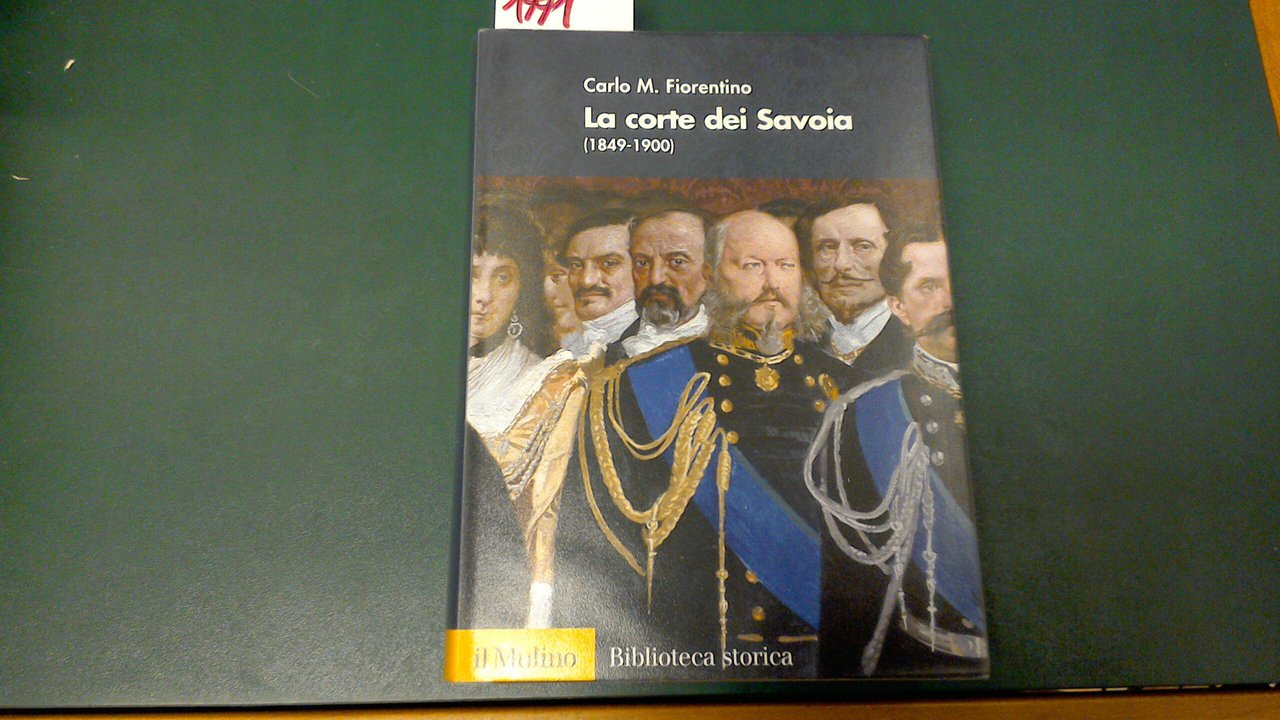 Carlo M. Fiorentino
La corte dei Savoia
(1849-1900)
il Mulino
Biblioteca storica